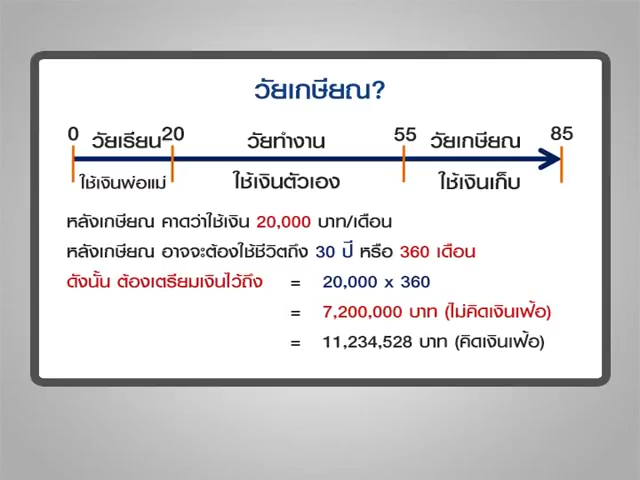 วัยเกษียณ?
0 วัยเรียน 20 วัยทำงาน 55 วัยเกษียณ 85
ใช้เงินพ่อแม่ ใช้เงินตัวเอง ใช้เงินเก็บ
หลังเกษียณ คาดว่าใช้เงิน 20,000 บาท/เดือน
หลังเกษียณ อาจจะต้องใช้ชีวิตถึง 30 ปี หรือ 360 เดือน
ดังนั้น ต้องเตรียมเงินไว้ถึง = 20,000 x 360
= 7,200,000 บาท (ไม่คิดเงินเฟ้อ)
= 11,234,528 บาท (คิดเงินเฟ้อ)